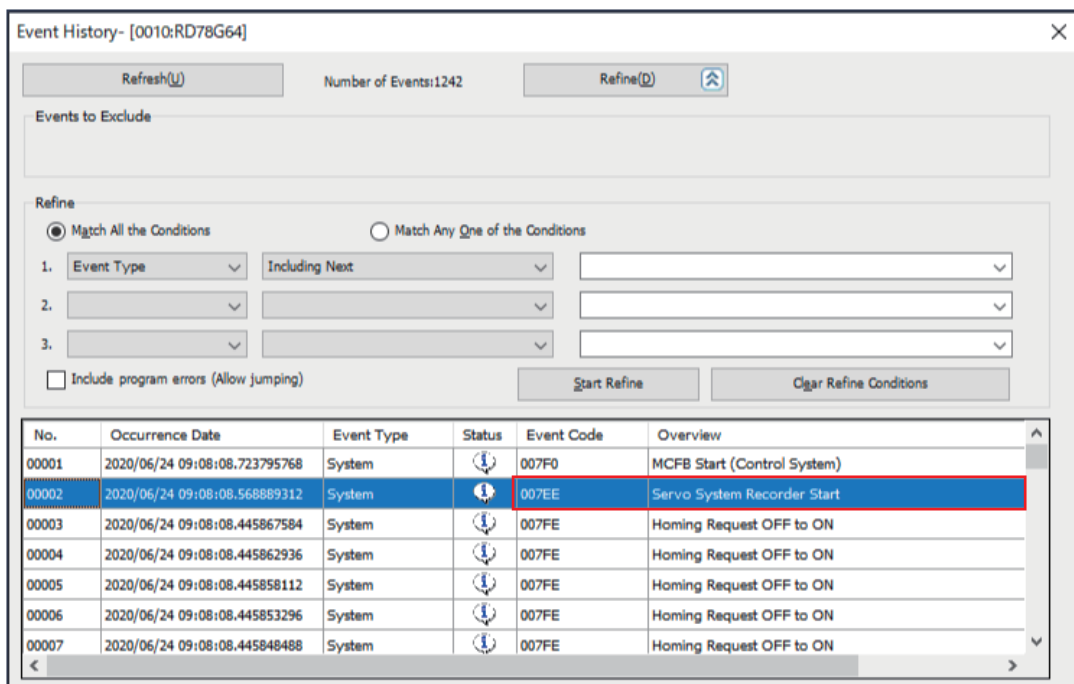 Event History- [0010:RD78G64]
Refresh(U) Number of Events:1242 Refine(D)
Events to Exclude
Refine
Match All the Conditions Match Any One of the Conditions
1. Event Type Including Next
2.
3.
Include program errors (Allow jumping) Start Refine Clear Refine Conditions
No. Occurrence Date Event Type Status Event Code Overview
00001 2020/06/24 09:08:08.723795768 System 007F0 MCFB Start (Control System)
00002 2020/06/24 09:08:08.568889312 System 007EE Servo System Recorder Start
00003 2020/06/24 09:08:08.445867584 System 007FE Homing Request OFF to ON
00004 2020/06/24 09:08:08.445862936 System 007FE Homing Request OFF to ON
00005 2020/06/24 09:08:08.445858112 System 007FE Homing Request OFF to ON
00006 2020/06/24 09:08:08.445853296 System 007FE Homing Request OFF to ON
00007 2020/06/24 09:08:08.445848488 System 007FE Homing Request OFF to ON